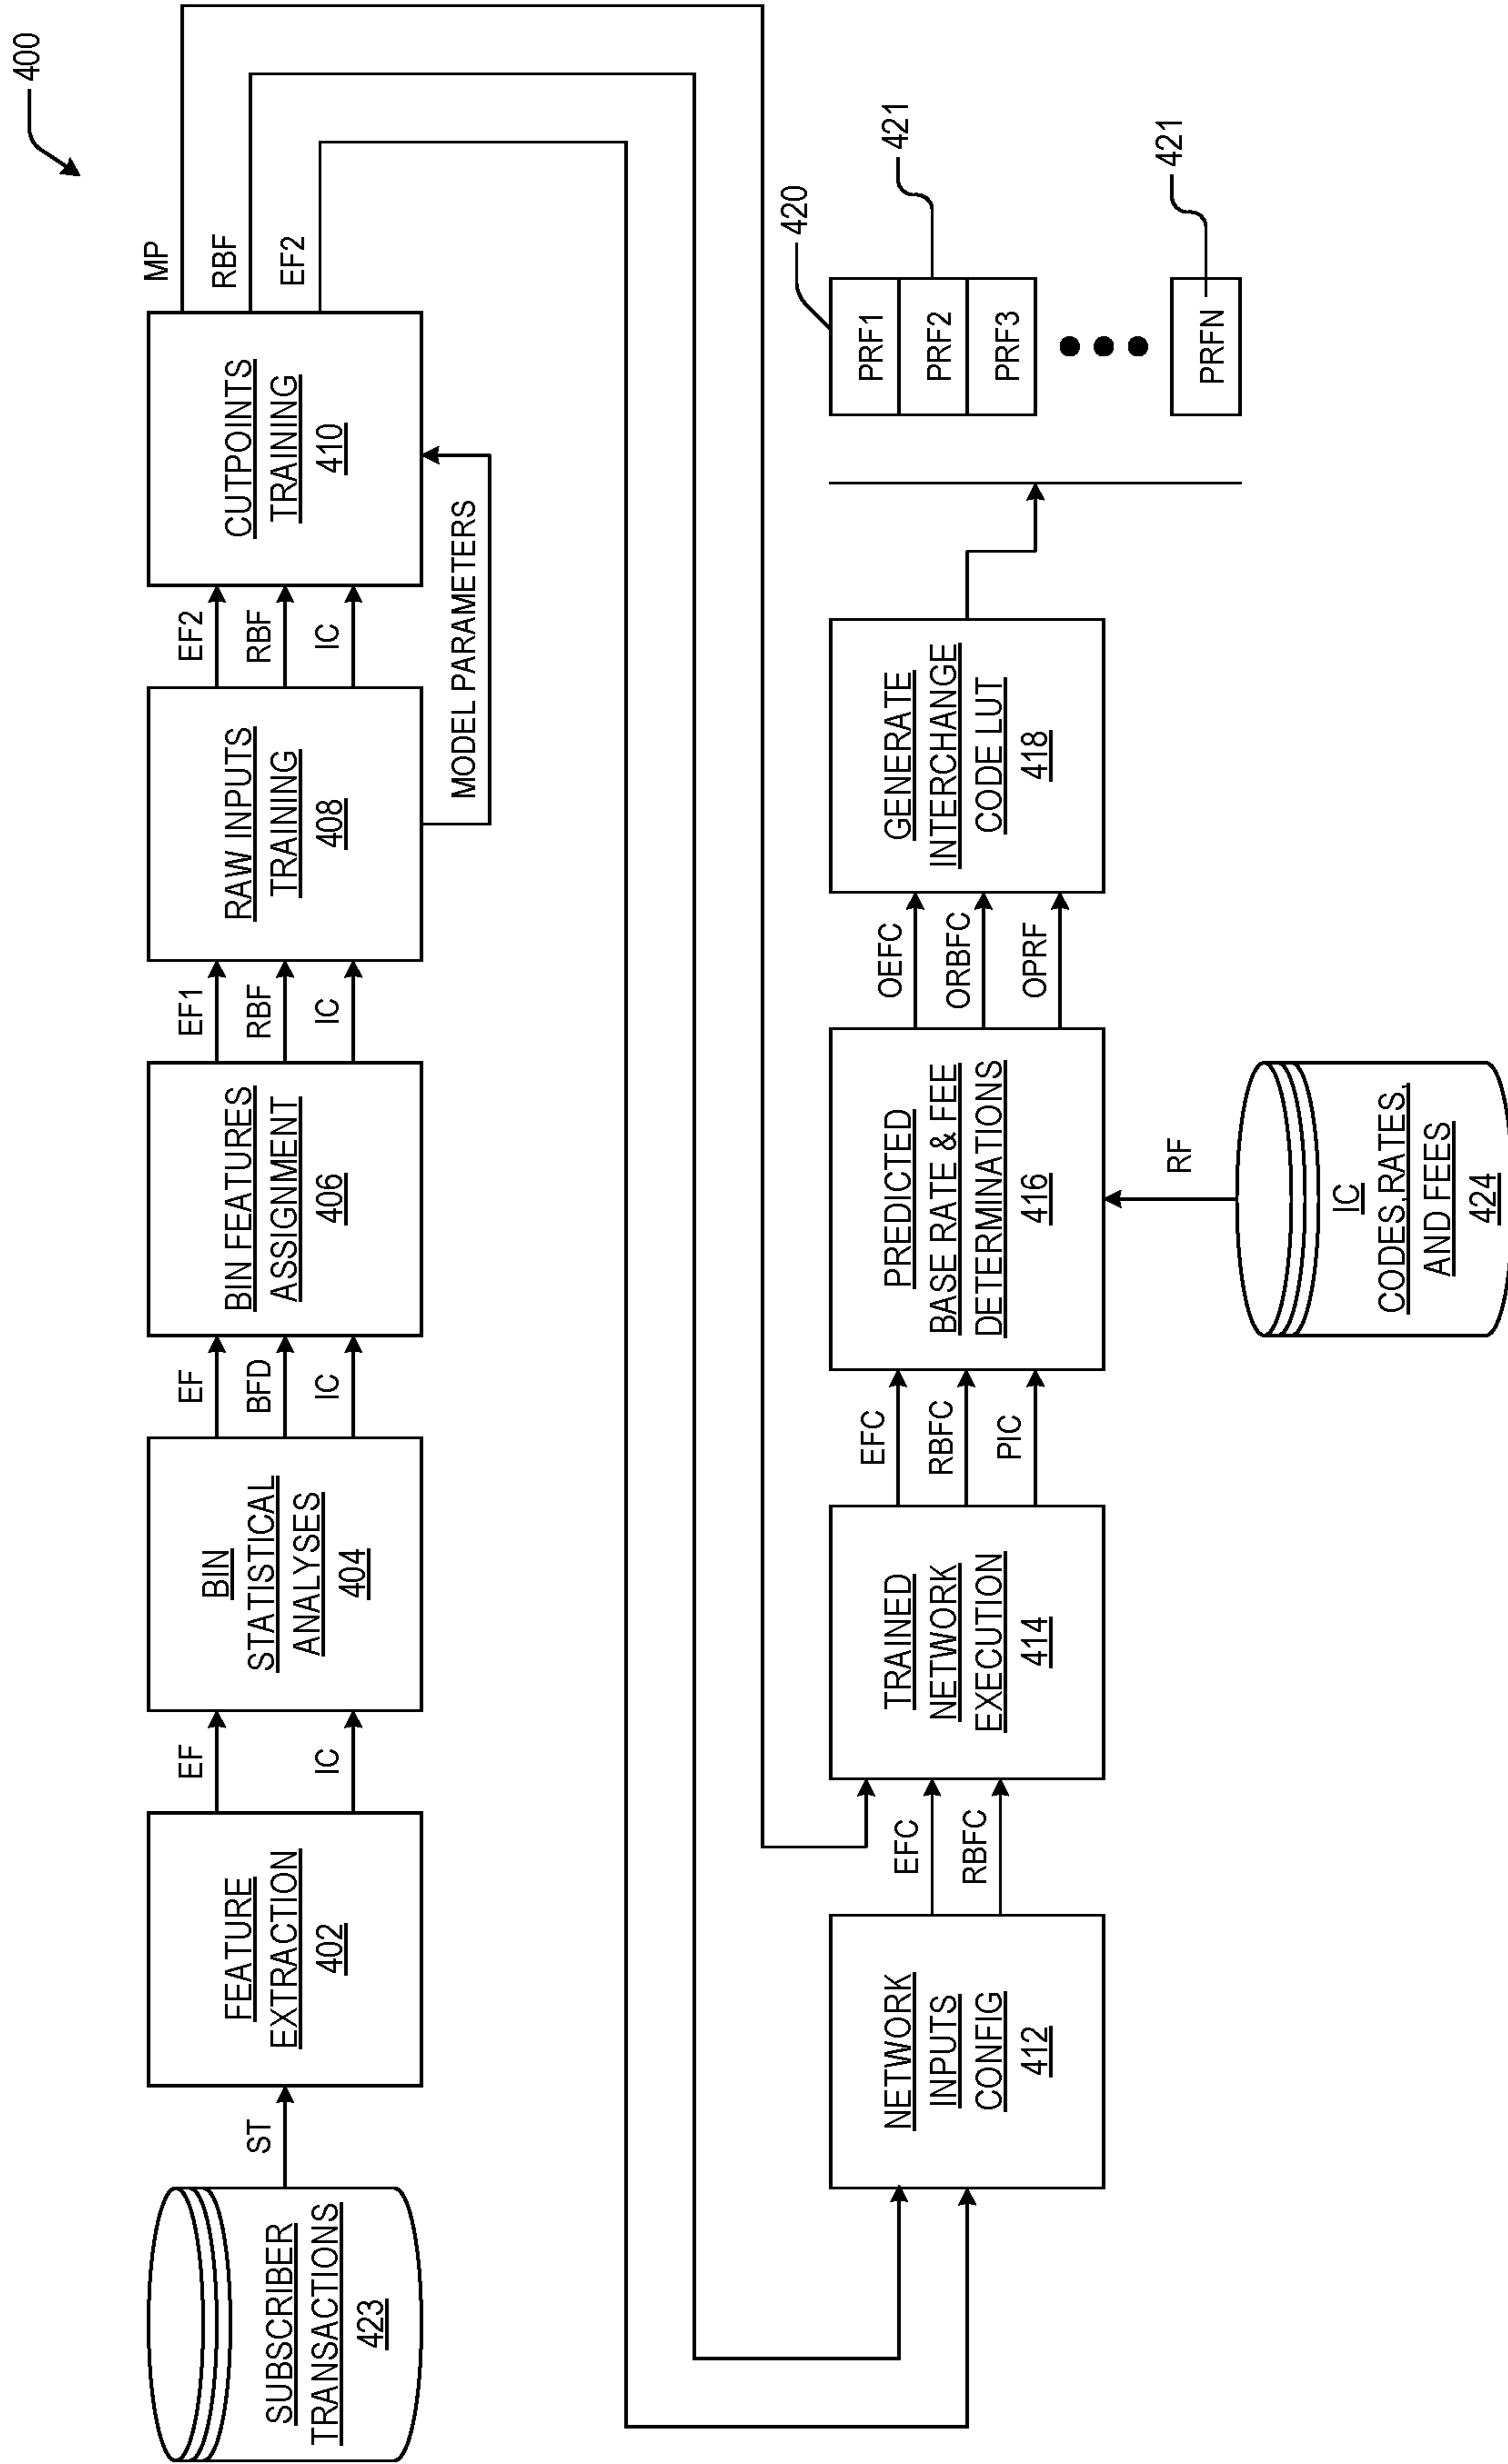 400
SUBSCRIBER
TRANSACTIONS
423
ST
FEATURE
EXTRACTION
402
EF
IC
BIN
STATISTICAL
ANALYSES
404
EF
BFD
IC
BIN FEATURES
ASSIGNMENT
406
EF1
RBF
IC
RAW INPUTS
TRAINING
408
EF2
RBF
IC
MODEL PARAMETERS
CUTPOINTS
TRAINING
410
MP
RBF
EF2
NETWORK
INPUTS
CONFIG
412
EFC
RBFC
TRAINED
NETWORK
EXECUTION
414
EFC
RBFC
PIC
PREDICTED
BASE RATE & FEE
DETERMINATIONS
416
RF
IC
CODES,RATES,
AND FEES
424
OEFC
ORBFC
OPRF
GENERATE
INTERCHANGE
CODE LUT
418
420
PRF1
PRF2
PRF3
PRFN
421
421